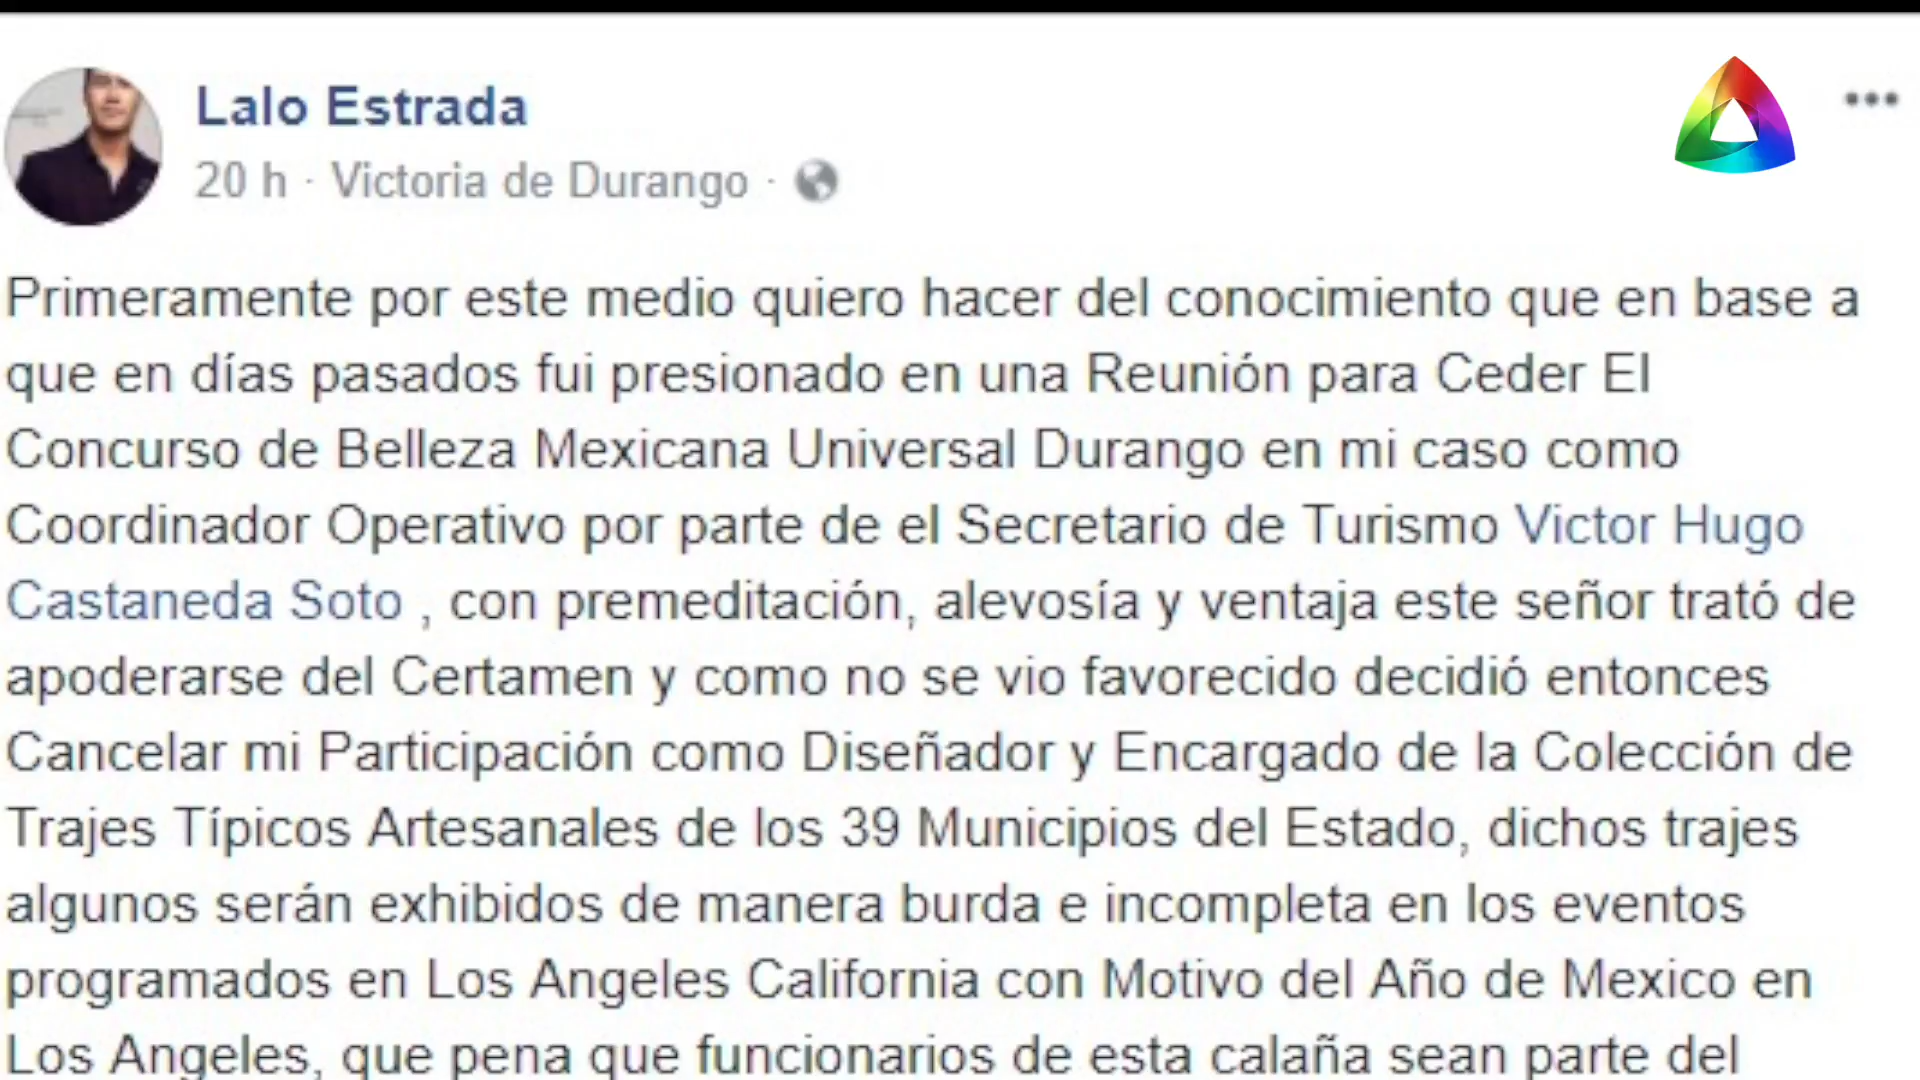 Lalo Estrada
20 h · Victoria de Durango ·
Primeramente por este medio quiero hacer del conocimiento que en base a
que en días pasados fui presionado en una Reunión para Ceder El
Concurso de Belleza Mexicana Universal Durango en mi caso como
Coordinador Operativo por parte de el Secretario de Turismo Victor Hugo
Castaneda Soto , con premeditación, alevosía y ventaja este señor trató de
apoderarse del Certamen y como no se vio favorecido decidió entonces
Cancelar mi Participación como Diseñador y Encargado de la Colección de
Trajes Típicos Artesanales de los 39 Municipios del Estado, dichos trajes
algunos serán exhibidos de manera burda e incompleta en los eventos
programados en Los Angeles California con Motivo del Año de Mexico en
Los Angeles, que pena que funcionarios de esta calaña sean parte del